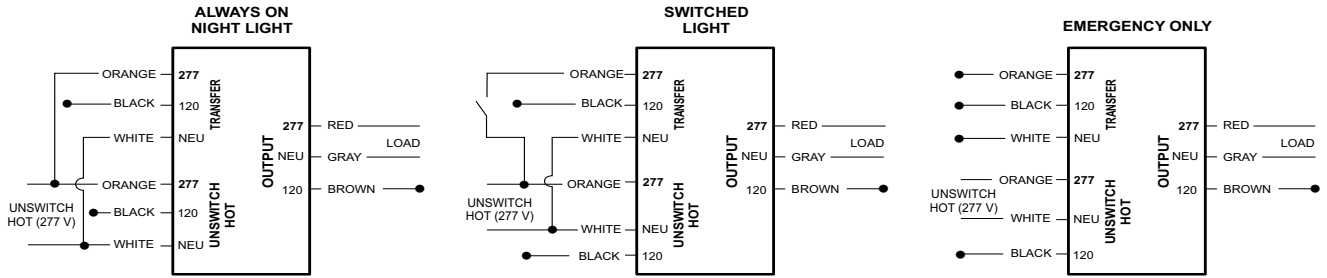 ALWAYS ON
NIGHT LIGHT
ORANGE
277
BLACK
120
WHITE
NEU
TRANSFER
ORANGE
277
BLACK
120
WHITE
NEU
UNSWITCH
HOT
UNSWITCH
HOT (277 V)
OUTPUT
277
RED
NEU
GRAY
120
BROWN
LOAD
SWITCHED
LIGHT
ORANGE
277
BLACK
120
WHITE
NEU
TRANSFER
ORANGE
277
WHITE
NEU
BLACK
120
UNSWITCH
HOT
UNSWITCH
HOT (277 V)
OUTPUT
277
RED
NEU
GRAY
120
BROWN
LOAD
EMERGENCY ONLY
ORANGE
277
BLACK
120
WHITE
NEU
TRANSFER
ORANGE
277
WHITE
NEU
BLACK
120
UNSWITCH
HOT
UNSWITCH
HOT (277 V)
OUTPUT
277
RED
NEU
GRAY
120
BROWN
LOAD